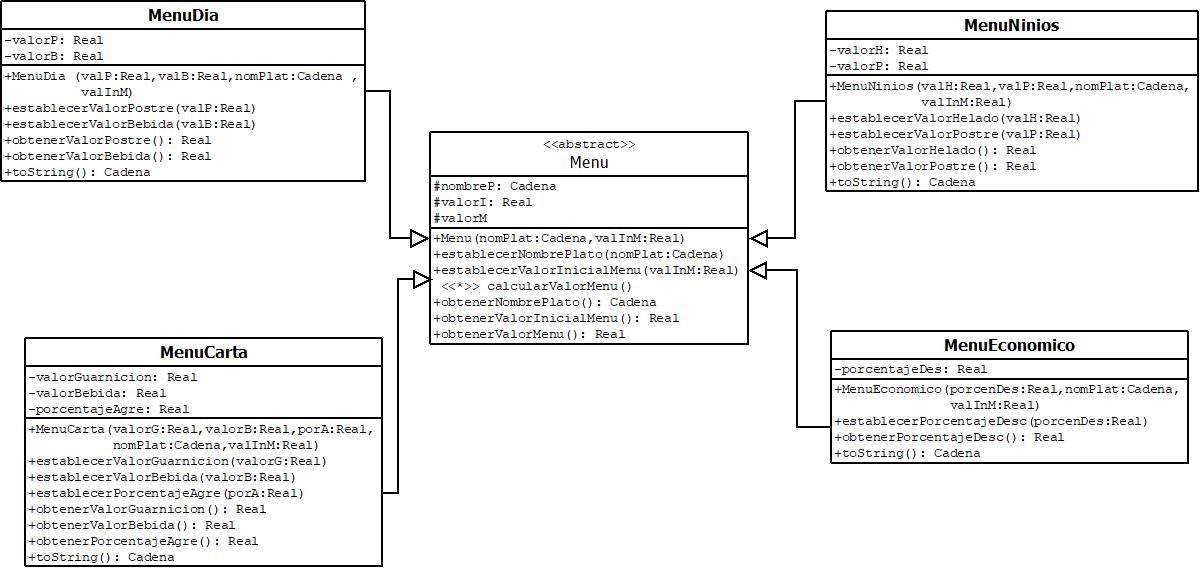 MenuDia
-valorP: Real
-valorB: Real
+MenuDia (valP:Real,valB:Real,nomPlat:Cadena ,
valInM)
+establecerValorPostre(valP:Real)
+establecerValorBebida(valB:Real)
+obtenerValorPostre(): Real
+obtenerValorBebida(): Real
+toString(): Cadena
MenuNinios
-valorH: Real
-valorP: Real
+MenuNinios(valH:Real,valP:Real,nomPlat:Cadena,
valInM:Real)
+establecerValorHelado(valH:Real)
+establecerValorPostre(valP:Real)
+obtenerValorHelado(): Real
+obtenerValorPostre(): Real
+toString(): Cadena
<<abstract>>
Menu
#nombreP: Cadena
#valorI: Real
#valorM
+Menu(nomPlat:Cadena,valInM:Real)
+establecerNombrePlato(nomPlat:Cadena)
+establecerValorInicialMenu(valInM:Real)
<<*>> calcularValorMenu()
+obtenerNombrePlato(): Cadena
+obtenerValorInicialMenu(): Real
+obtenerValorMenu(): Real
MenuCarta
-valorGuarnicion: Real
-valorBebida: Real
-porcentajeAgre: Real
+MenuCarta(valorG:Real,valorB:Real,porA:Real,
nomPlat:Cadena,valInM:Real)
+establecerValorGuarnicion(valorG:Real)
+establecerValorBebida(valorB:Real)
+establecerPorcentajeAgre(porA:Real)
+obtenerValorGuarnicion(): Real
+obtenerValorBebida(): Real
+obtenerPorcentajeAgre(): Real
+toString(): Cadena
MenuEconomico
-porcentajeDes: Real
+MenuEconomico(porcenDes:Real,nomPlat:Cadena,
valInM:Real)
+establecerPorcentajeDesc(porcenDes:Real)
+obtenerPorcentajeDesc(): Real
+toString(): Cadena